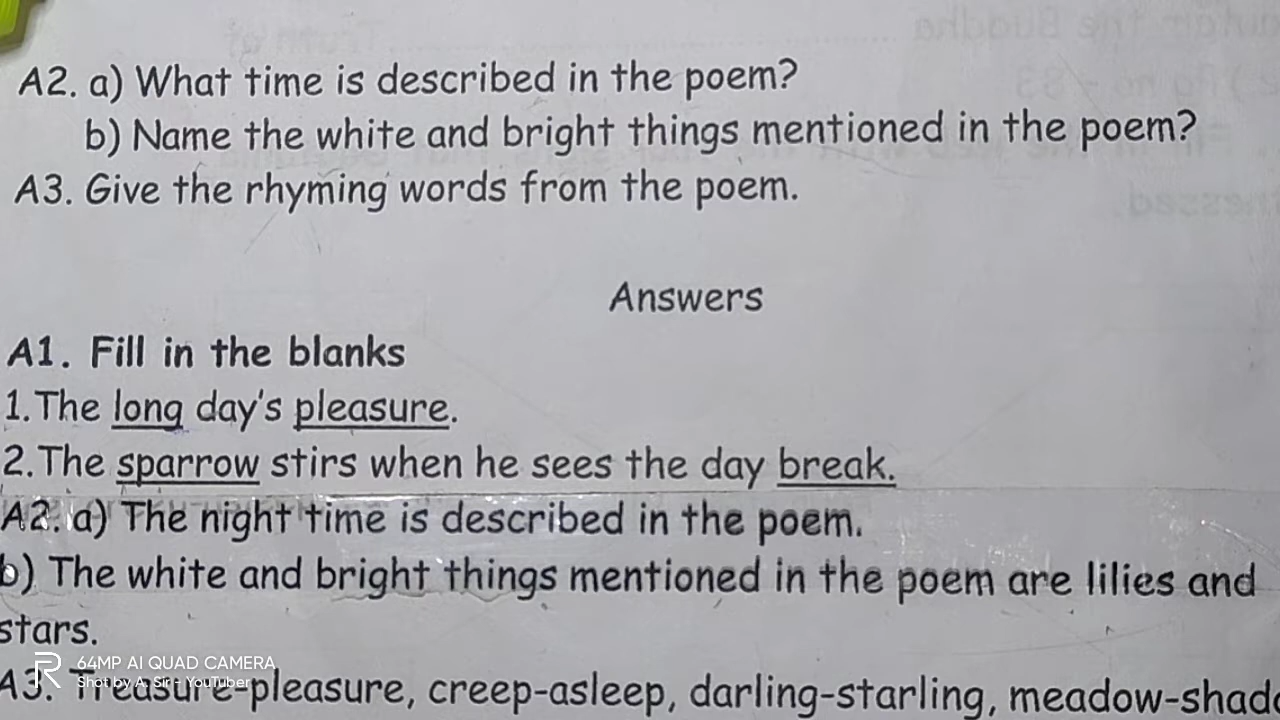 A2. a) What time is described in the poem?
b) Name the white and bright things mentioned in the poem?
A3. Give the rhyming words from the poem.
Answers
A1. Fill in the blanks
1.The long day's pleasure.
2.The sparrow stirs when he sees the day break.
A2. a) The night time is described in the poem.
b) The white and bright things mentioned in the poem are lilies and
stars.
64MP AI QUAD CAMERA
Shot by A. Sir - YouTuber
A3. Treasure-pleasure, creep-asleep, darling-starling, meadow-shado